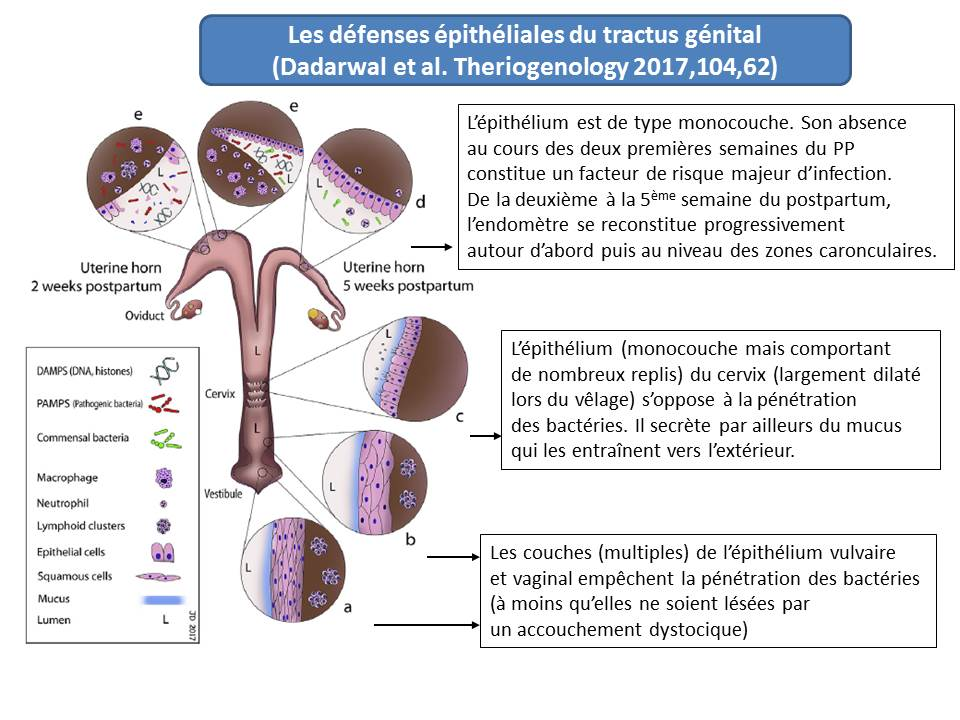 Les défenses épithéliales du tractus génital
(Dadarwal et al. Theriogenology 2017,104,62)
e
e
L
L
L
d
L'épithélium est de type monocouche. Son absence
au cours des deux premières semaines du PP
constitue un facteur de risque majeur d'infection.
De la deuxième à la 5ème semaine du postpartum,
l'endomètre se reconstitue progressivement
autour d'abord puis au niveau des zones caronculaires.
Uterine horn
2 weeks postpartum
Uterine horn
5 weeks postpartum
Oviduct
L
L
Cervix
L
c
L'épithélium (monocouche mais comportant
de nombreux replis) du cervix (largement dilaté
lors du vêlage) s'oppose à la pénétration
des bactéries. Il secrète par ailleurs du mucus
qui les entraînent vers l'extérieur.
Vestibule
L
b
L
a
Les couches (multiples) de l'épithélium vulvaire
et vaginal empêchent la pénétration des bactéries
(à moins qu'elles ne soient lésées par
un accouchement dystocique)
DAMPS (DNA, histones)
PAMPS (Pathogenic bacteria)
Commensal bacteria
Macrophage
Neutrophil
Lymphoid clusters
Epithelial cells
Squamous cells
Mucus
Lumen L
JD 2017